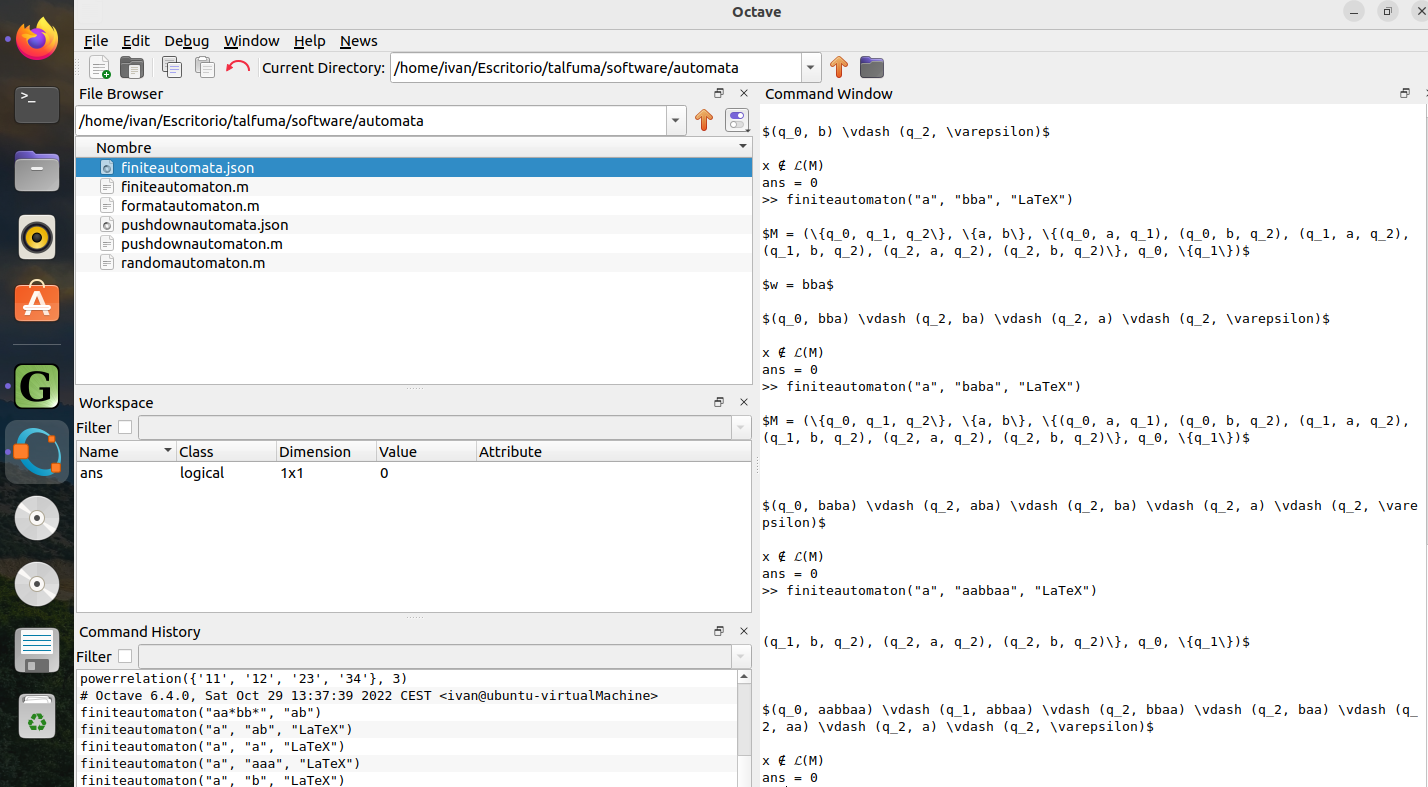 Octave
File Edit Debug Window Help News
Current Directory: /home/ivan/Escritorio/talfuma/software/automata
File Browser
/home/ivan/Escritorio/talfuma/software/automata
Nombre
finiteautomata.json
finiteautomaton.m
formatautomaton.m
pushdownautomata.json
pushdownautomaton.m
randomautomaton.m
Workspace
Filter
Name Class Dimension Value Attribute
ans logical 1x1 0
Command History
Filter
powerrelation({'11', '12', '23', '34'}, 3)
# Octave 6.4.0, Sat Oct 29 13:37:39 2022 CEST <ivan@ubuntu-virtualMachine>
finiteautomaton("aa*bb*", "ab")
finiteautomaton("a", "ab", "LaTeX")
finiteautomaton("a", "a", "LaTeX")
finiteautomaton("a", "aaa", "LaTeX")
finiteautomaton("a", "b", "LaTeX")
Command Window
$(q_0, b) \vdash (q_2, \varepsilon)$
x ∉ ℒ(M)
ans = 0
>> finiteautomaton("a", "bba", "LaTeX")
$M = (\{q_0, q_1, q_2\}, \{a, b\}, \{(q_0, a, q_1), (q_0, b, q_2), (q_1, a, q_2),
(q_1, b, q_2), (q_2, a, q_2), (q_2, b, q_2)\}, q_0, \{q_1\})$
$w = bba$
$(q_0, bba) \vdash (q_2, ba) \vdash (q_2, a) \vdash (q_2, \varepsilon)$
x ∉ ℒ(M)
ans = 0
>> finiteautomaton("a", "baba", "LaTeX")
$M = (\{q_0, q_1, q_2\}, \{a, b\}, \{(q_0, a, q_1), (q_0, b, q_2), (q_1, a, q_2),
(q_1, b, q_2), (q_2, a, q_2), (q_2, b, q_2)\}, q_0, \{q_1\})$
$(q_0, baba) \vdash (q_2, aba) \vdash (q_2, ba) \vdash (q_2, a) \vdash (q_2, \vare
psilon)$
x ∉ ℒ(M)
ans = 0
>> finiteautomaton("a", "aabbaa", "LaTeX")
(q_1, b, q_2), (q_2, a, q_2), (q_2, b, q_2)\}, q_0, \{q_1\})$
$(q_0, aabbaa) \vdash (q_1, abbaa) \vdash (q_2, bbaa) \vdash (q_2, baa) \vdash (q_
2, aa) \vdash (q_2, a) \vdash (q_2, \varepsilon)$
x ∉ ℒ(M)
ans = 0